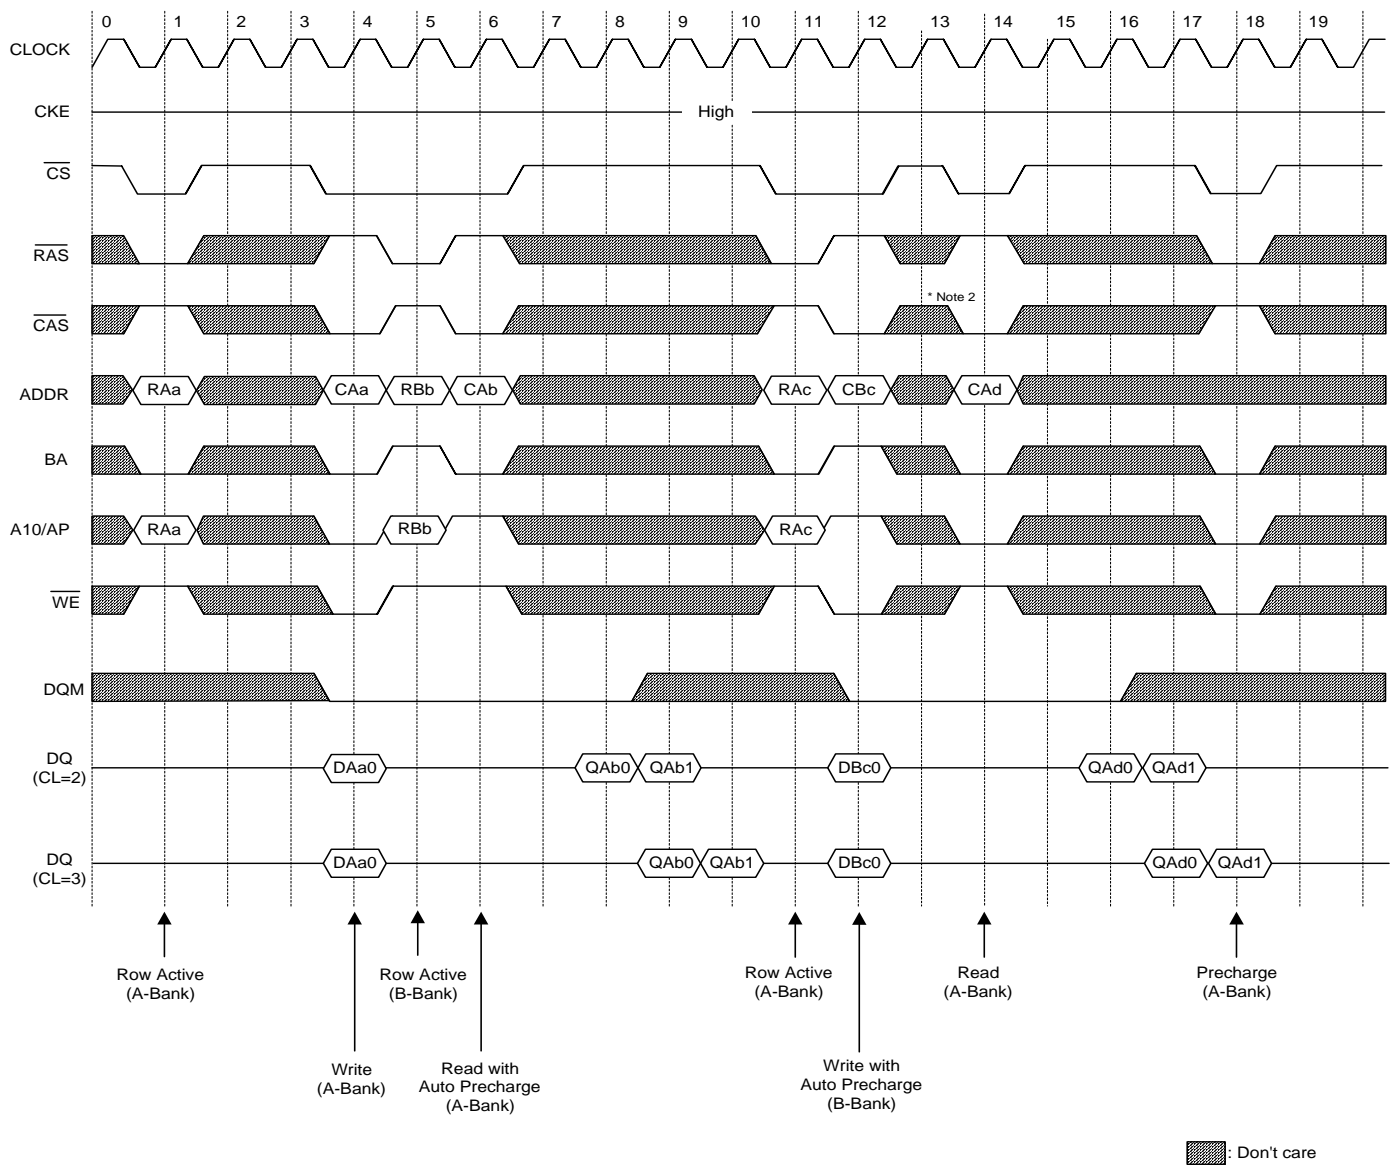 0 1 2 3 4 5 6 7 8 9 10 11 12 13 14 15 16 17 18 19
CLOCK
CKE High
CS
RAS
* Note 2
CAS
ADDR RAa CAa RBb CAb RAc CBc CAd
BA
A10/AP RAa RBb RAc
WE
DQM
DQ
(CL=2) DAa0 QAb0 QAb1 DBc0 QAd0 QAd1
DQ
(CL=3) DAa0 QAb0 QAb1 DBc0 QAd0 QAd1
Row Active
(A-Bank)
Row Active
(B-Bank)
Row Active
(A-Bank)
Read
(A-Bank)
Precharge
(A-Bank)
Write
(A-Bank)
Read with
Auto Precharge
(A-Bank)
Write with
Auto Precharge
(B-Bank)
: Don't care